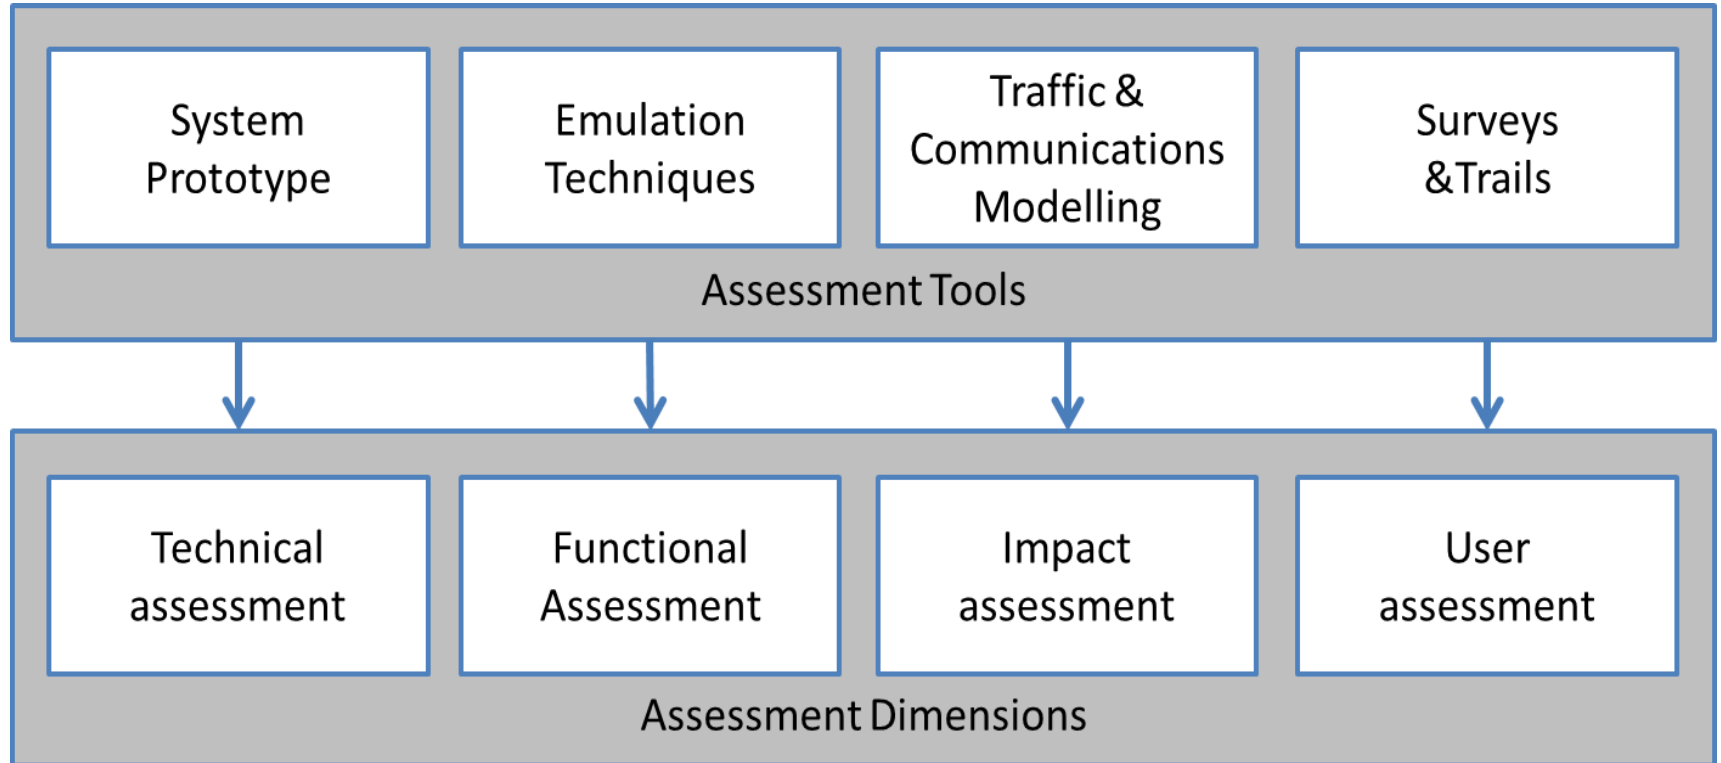 System
Prototype
Emulation
Techniques
Traffic &
Communications
Modelling
Surveys
&Trails
Assessment Tools
Technical
assessment
Functional
Assessment
Impact
assessment
User
assessment
Assessment Dimensions